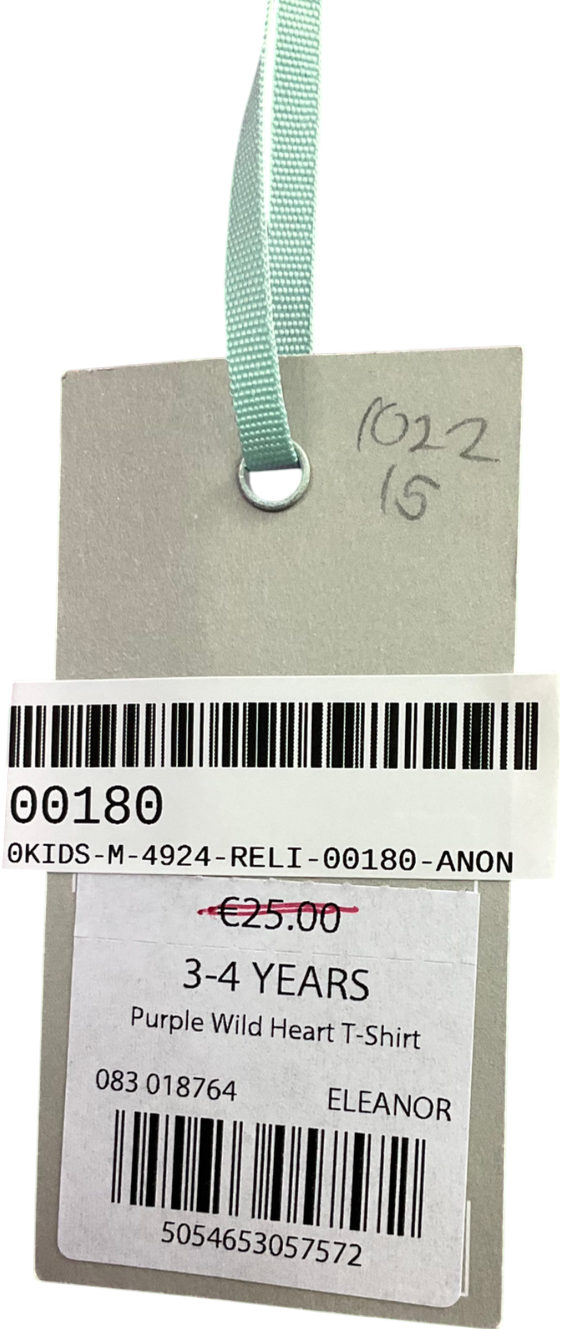 1022
15
00180
0KIDS-M-4924-RELI-00180-ANON
€25.00
3-4 YEARS
Purple Wild Heart T-Shirt
083 018764 ELEANOR
5054653057572